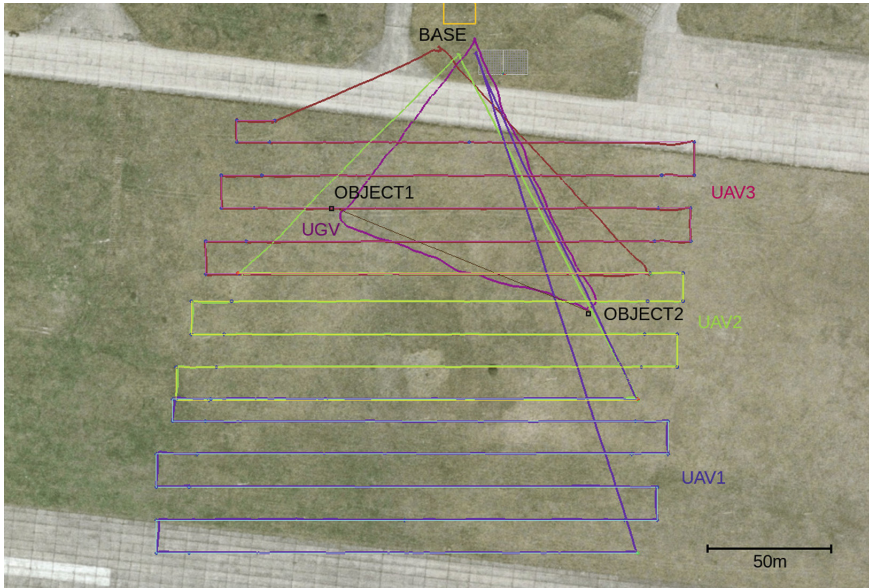 BASE
OBJECT1
UAV3
UGV
OBJECT2
UAV2
UAV1
50m